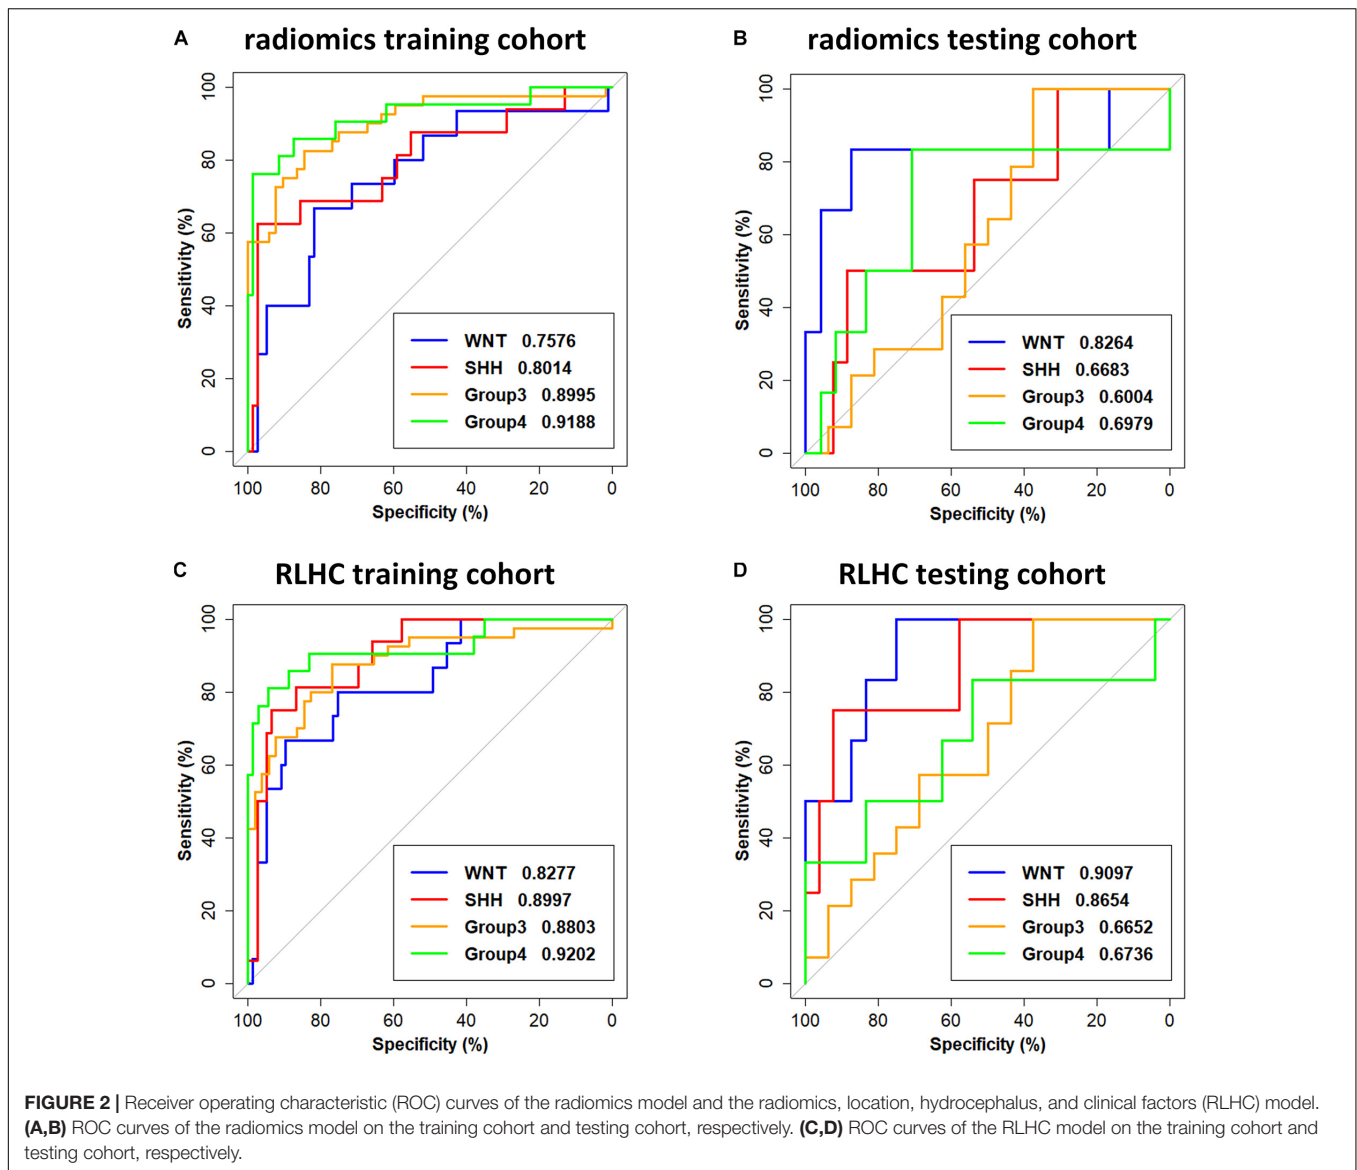 A radiomics training cohort
Sensitivity (%)
100
80
60
40
20
0
WNT 0.7576
SHH 0.8014
Group3 0.8995
Group4 0.9188
100 80 60 40 20 0
Specificity (%)
B radiomics testing cohort
Sensitivity (%)
100
80
60
40
20
0
WNT 0.8264
SHH 0.6683
Group3 0.6004
Group4 0.6979
100 80 60 40 20 0
Specificity (%)
C RLHC training cohort
Sensitivity (%)
100
80
60
40
20
0
WNT 0.8277
SHH 0.8997
Group3 0.8803
Group4 0.9202
100 80 60 40 20 0
Specificity (%)
D RLHC testing cohort
Sensitivity (%)
100
80
60
40
20
0
WNT 0.9097
SHH 0.8654
Group3 0.6652
Group4 0.6736
100 80 60 40 20 0
Specificity (%)
FIGURE 2 | Receiver operating characteristic (ROC) curves of the radiomics model and the radiomics, location, hydrocephalus, and clinical factors (RLHC) model.
(A,B) ROC curves of the radiomics model on the training cohort and testing cohort, respectively. (C,D) ROC curves of the RLHC model on the training cohort and
testing cohort, respectively.